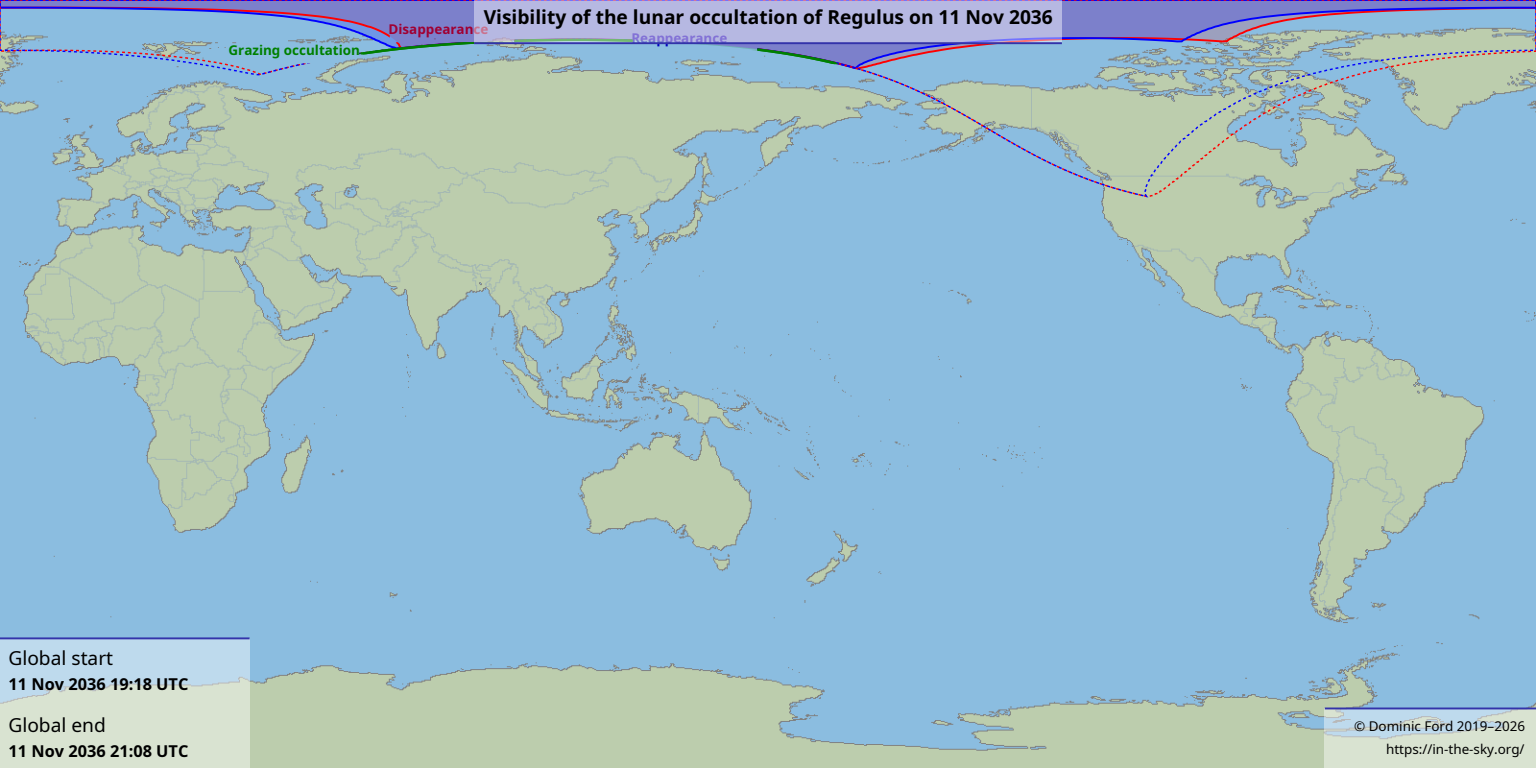 Visibility of the lunar occultation of Regulus on 11 Nov 2036
Disappearance
Reappearance
Grazing occultation
Global start
11 Nov 2036 19:18 UTC
Global end
11 Nov 2036 21:08 UTC
© Dominic Ford 2019–2026
https://in-the-sky.org/